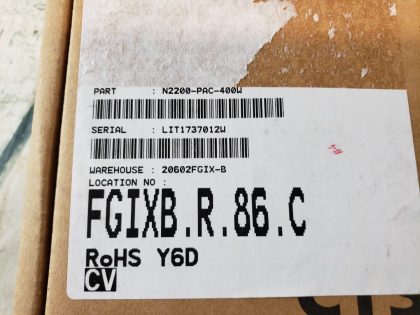 PART : N2200-PAC-400W
SERIAL : LIT1737012W
WAREHOUSE : 20602FGIX-B
LOCATION NO :
FGIXB.R.86.C
RoHS Y6D
CV